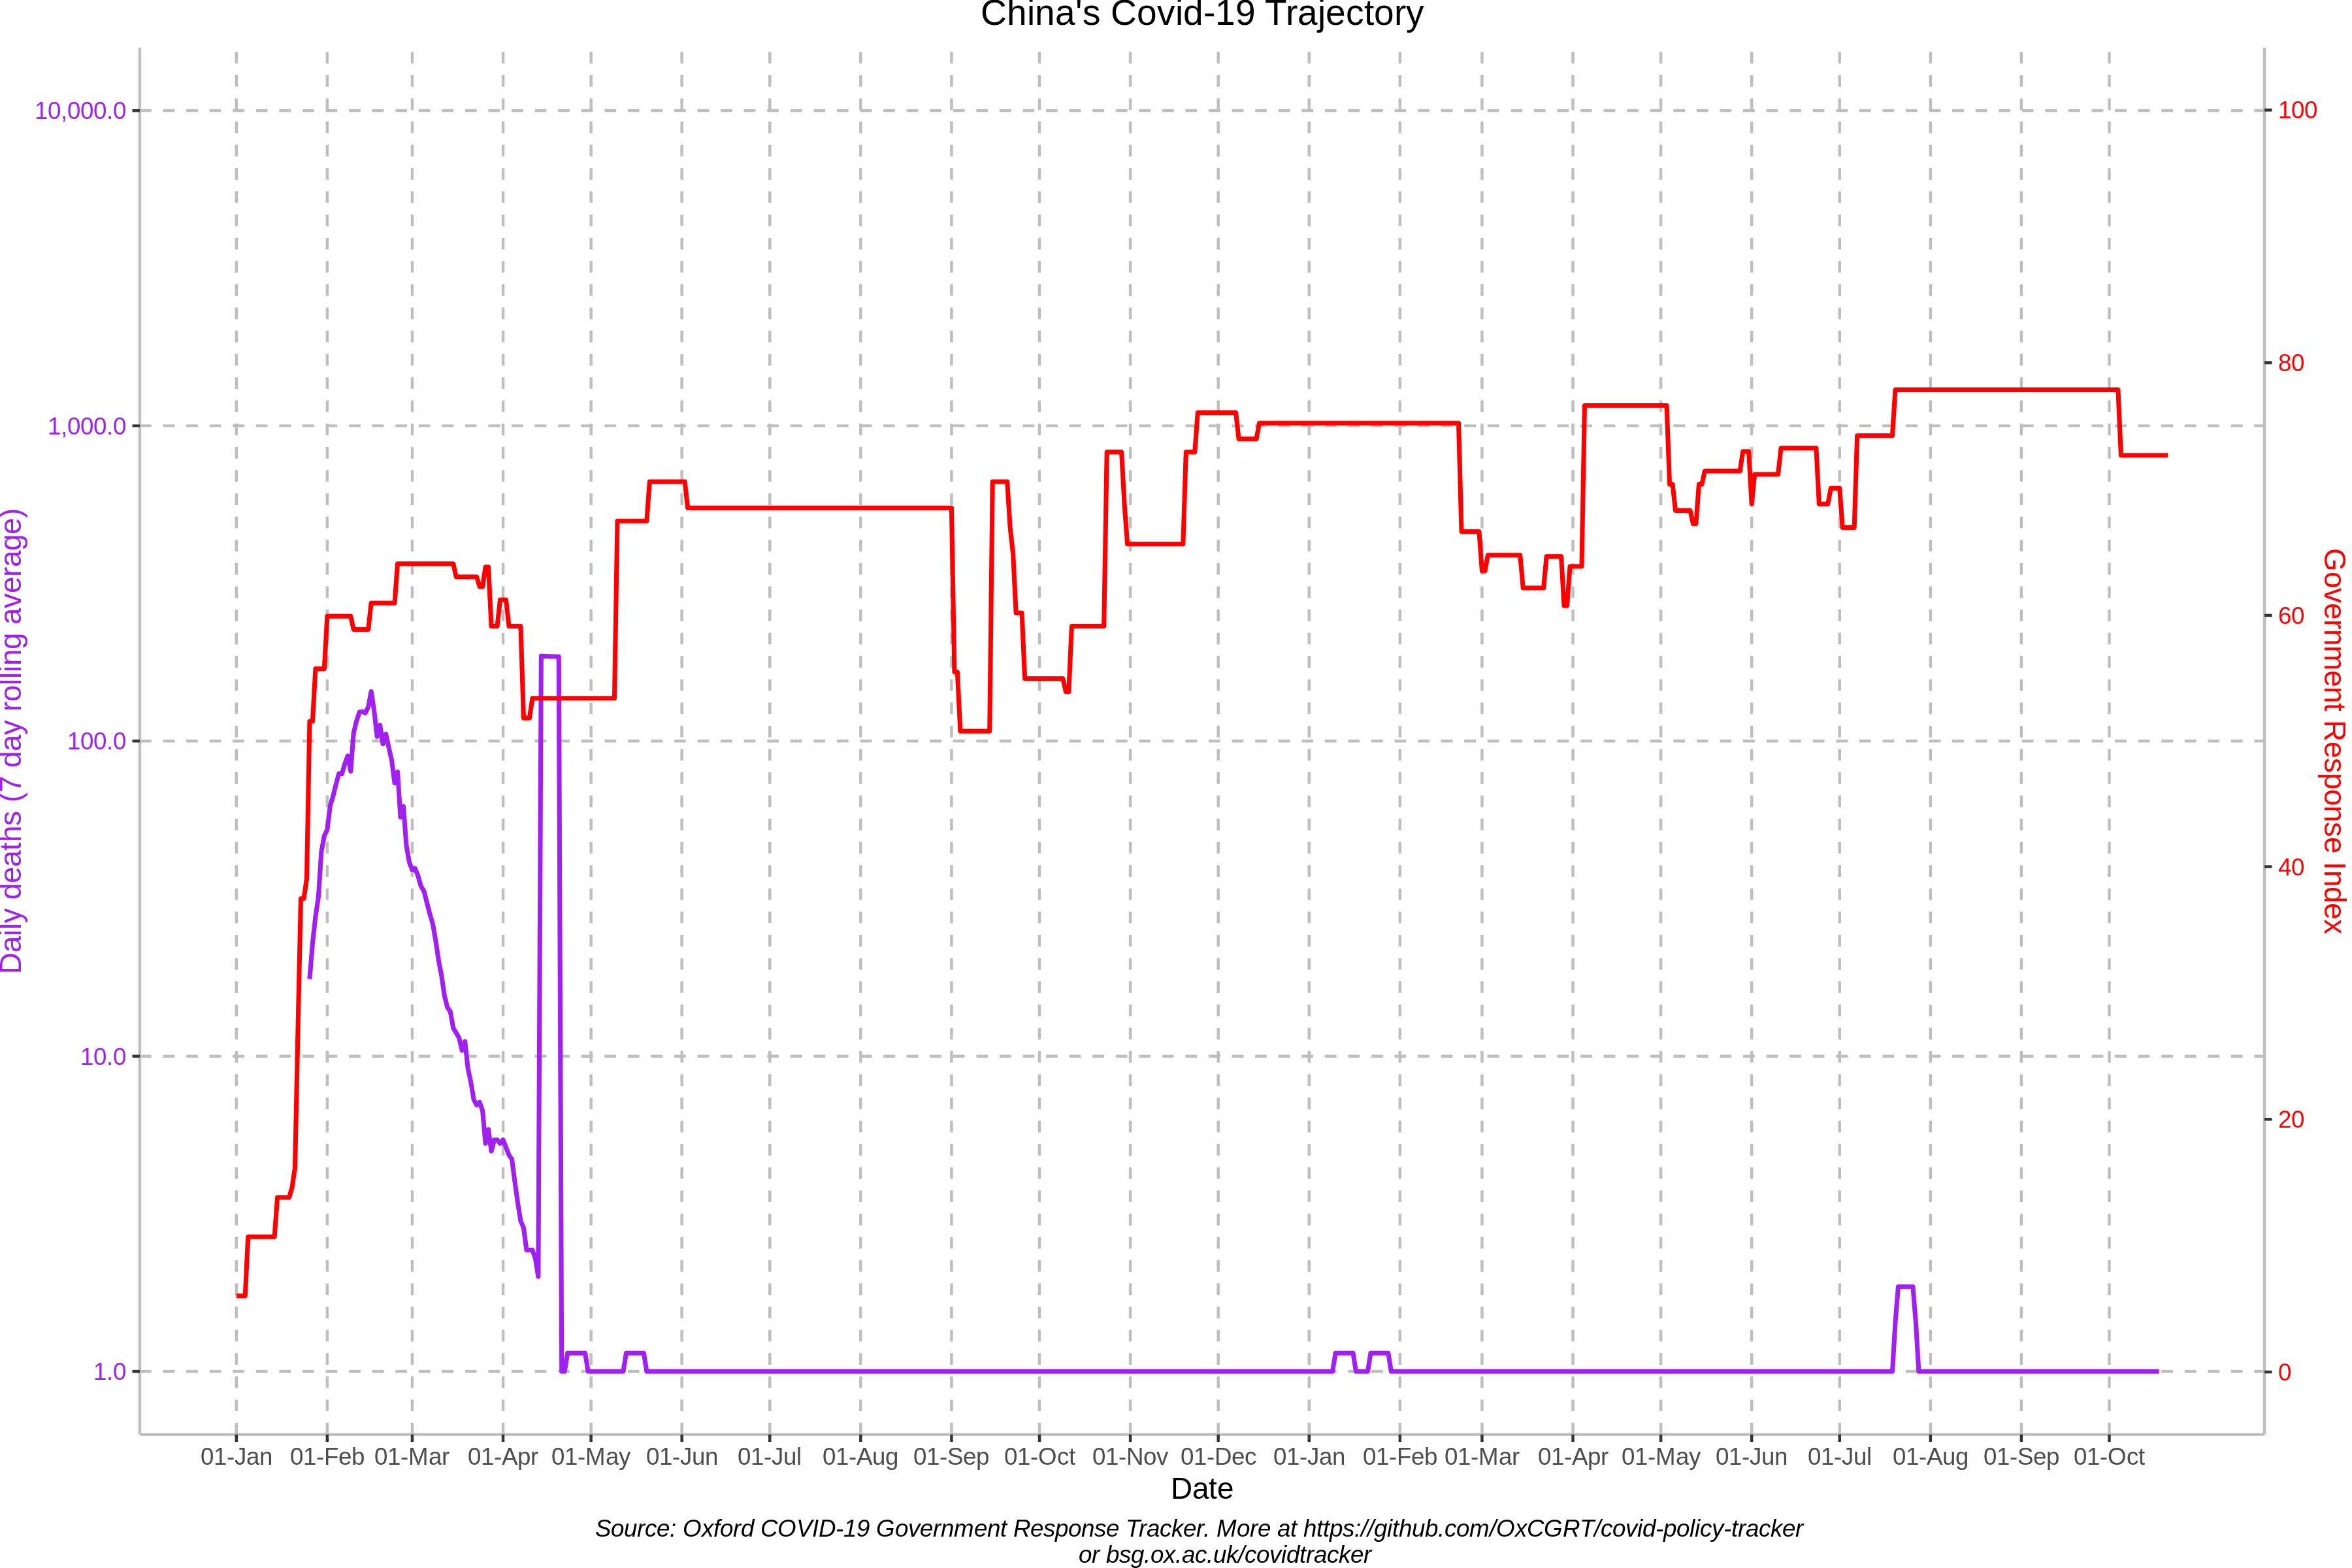 China's Covid-19 Trajectory
10,000.0
1,000.0
100.0
10.0
1.0
Daily deaths (7 day rolling average)
100
80
60
40
20
0
Government Response Index
01-Jan 01-Feb 01-Mar 01-Apr 01-May 01-Jun 01-Jul 01-Aug 01-Sep 01-Oct 01-Nov 01-Dec 01-Jan 01-Feb 01-Mar 01-Apr 01-May 01-Jun 01-Jul 01-Aug 01-Sep 01-Oct
Date
Source: Oxford COVID-19 Government Response Tracker. More at https://github.com/OxCGRT/covid-policy-tracker
or bsg.ox.ac.uk/covidtracker